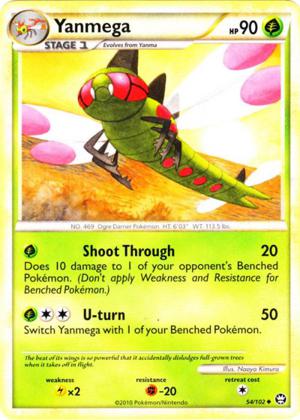 Yanmega
HP 90
STAGE 1 Evolves from Yanma
NO. 469 Ogre Darner Pokémon HT. 6'03" WT. 113.5 lbs.
Shoot Through 20
Does 10 damage to 1 of your opponent's Benched
Pokémon. (Don't apply Weakness and Resistance for
Benched Pokémon.)
U-turn 50
Switch Yanmega with 1 of your Benched Pokémon.
The beat of its wings is so powerful that it accidentally dislodges full-grown
trees when it takes off in flight.
Illus. Naoyo Kimura
54/102
weakness resistance retreat cost
×2 -20
©2010 Pokémon/Nintendo